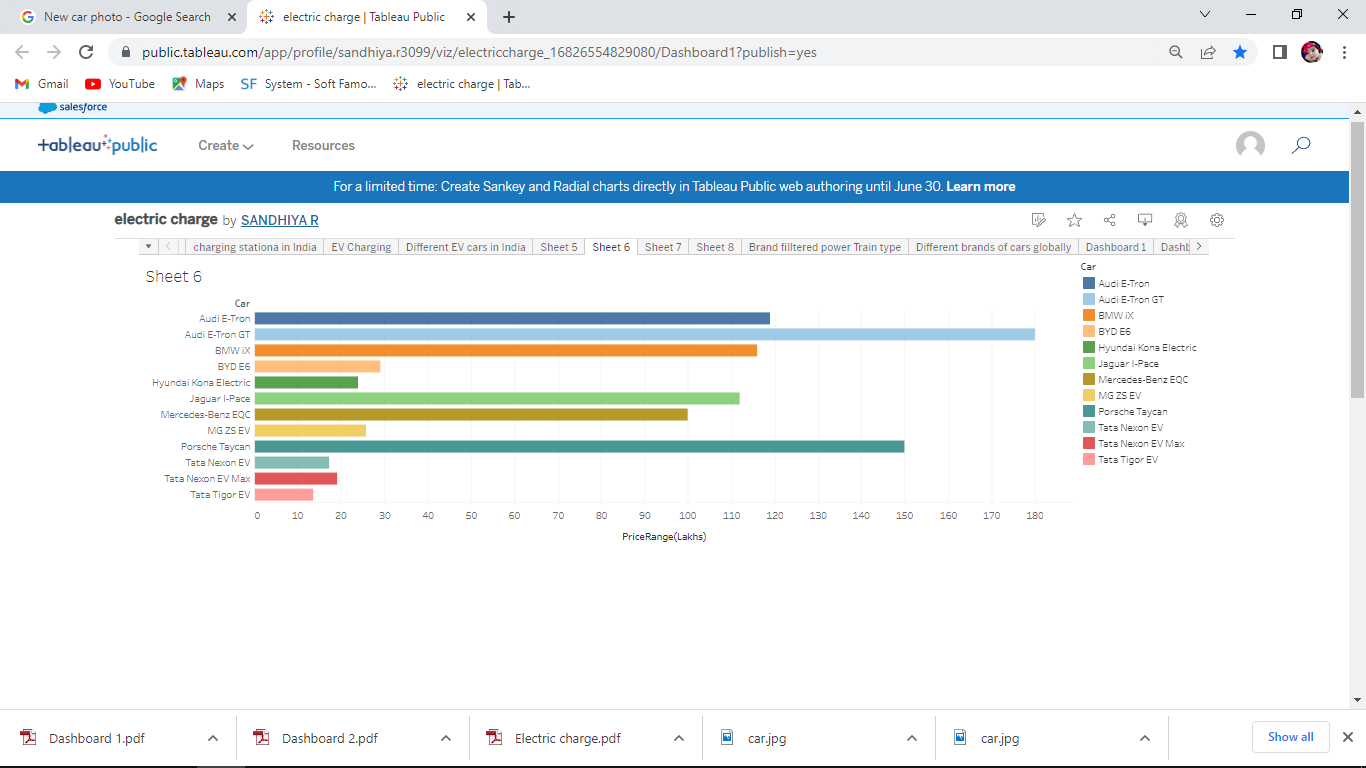 New car photo - Google Search
electric charge | Tableau Public
public.tableau.com/app/profile/sandhiya.r3099/viz/electriccharge_16826554829080/Dashboard1?publish=yes
Gmail YouTube Maps SF System - Soft Famo... electric charge | Tab...
salesforce
+ableau+public Create Resources
For a limited time: Create Sankey and Radial charts directly in Tableau Public web authoring until June 30. Learn more
electric charge by SANDHIYA R
charging stationa in India EV Charging Different EV cars in India Sheet 5 Sheet 6 Sheet 7 Sheet 8 Brand filltered power Train type Different brands of cars globally Dashboard 1 Dashb
Sheet 6
Car
Audi E-Tron
Audi E-Tron GT
BMW iX
BYD E6
Hyundai Kona Electric
Jaguar I-Pace
Mercedes-Benz EQC
MG ZS EV
Porsche Taycan
Tata Nexon EV
Tata Nexon EV Max
Tata Tigor EV
0 10 20 30 40 50 60 70 80 90 100 110 120 130 140 150 160 170 180
PriceRange(Lakhs)
Car
Audi E-Tron
Audi E-Tron GT
BMW iX
BYD E6
Hyundai Kona Electric
Jaguar I-Pace
Mercedes-Benz EQC
MG ZS EV
Porsche Taycan
Tata Nexon EV
Tata Nexon EV Max
Tata Tigor EV
Dashboard 1.pdf Dashboard 2.pdf Electric charge.pdf car.jpg car.jpg Show all